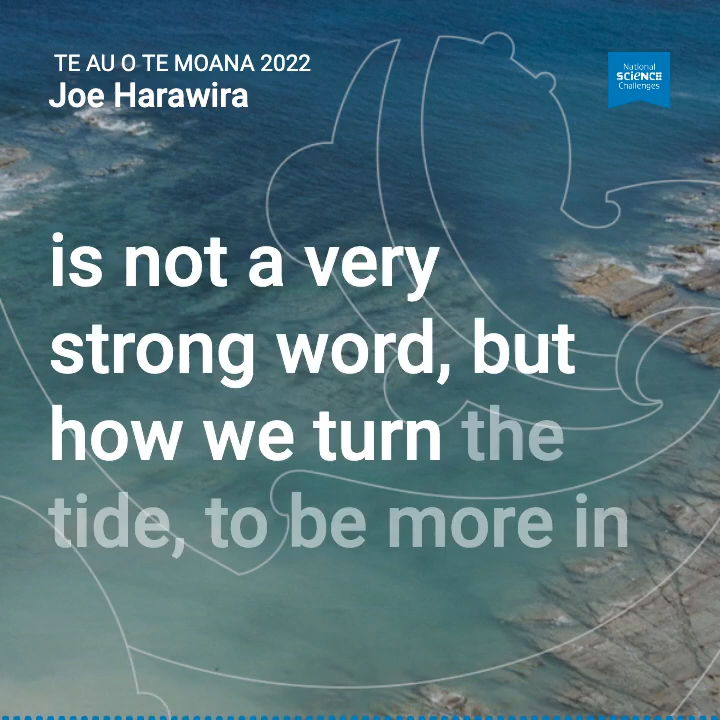 TE AU O TE MOANA 2022
Joe Harawira
National
SCIENCE
Challenges
is not a very
strong word, but
how we turn the
tide, to be more in